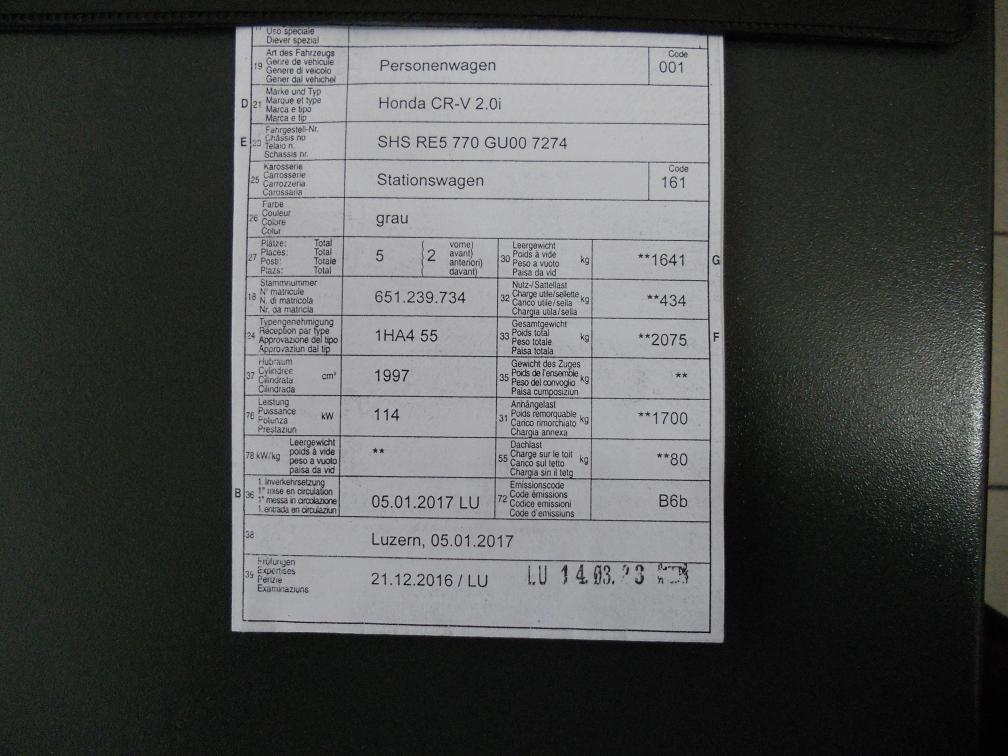 Uso speciale
Diever spezial
19 Art des Fahrzeugs
Genre de véhicule
Genere di veicolo
Gener dal vehichel
Personenwagen
Code
001
D 21 Marke und Typ
Marque et type
Marca e tipo
Marca e tip
Honda CR-V 2.0i
E 23 Fahrgestell-Nr.
Châssis no
Telaio n.
Schassis nr.
SHS RE5 770 GU00 7274
25 Karosserie
Carrosserie
Carrozzeria
Carossaria
Stationswagen
Code
161
26 Farbe
Couleur
Colore
Colur
grau
27 Plätze: Total
Places: Total
Posti: Totale
Plazs: Total
5 2 vorne)
avant)
anteriori)
davant)
30 Leergewicht
Poids à vide
Peso a vuoto
Paisa da vid
kg
**1641 G
18 Stammnummer
N° matricule
N. di matricola
Nr. da matricla
651.239.734
32 Nutz-/Sattellast
Charge utile/sellette
Carico utile/sella
Chargia utila/sella
kg
**434
24 Typengenehmigung
Réception par type
Approvazione del tipo
Approvaziun dal tip
1HA4 55
33 Gesamtgewicht
Poids total
Peso totale
Paisa totala
kg
**2075 F
37 Hubraum
Cylindrée
Cilindrata
Cilindrada
cm³
1997
35 Gewicht des Zuges
Poids de l'ensemble
Peso del convoglio
Paisa cumposiziun
kg
**
76 Leistung
Puissance
Potenza
Prestaziun
kW
114
31 Anhängelast
Poids remorquable
Carico rimorchiato
Chargia annexa
kg
**1700
78 kW/kg Leergewicht
poids à vide
peso a vuoto
paisa da vid
**
55 Dachlast
Charge sur le toit
Carico sul tetto
Chargia sin il tetg
kg
**80
B 36 1. Inverkehrsetzung
1re mise en circulation
1a messa in circolazione
1. entrada en circulaziun
05.01.2017 LU
72 Emissionscode
Code émissions
Codice emissioni
Code d'emissiuns
B6b
38 Luzern, 05.01.2017
39 Prüfungen
Expertises
Perizie
Examinaziuns
21.12.2016 / LU
LU 14.03.